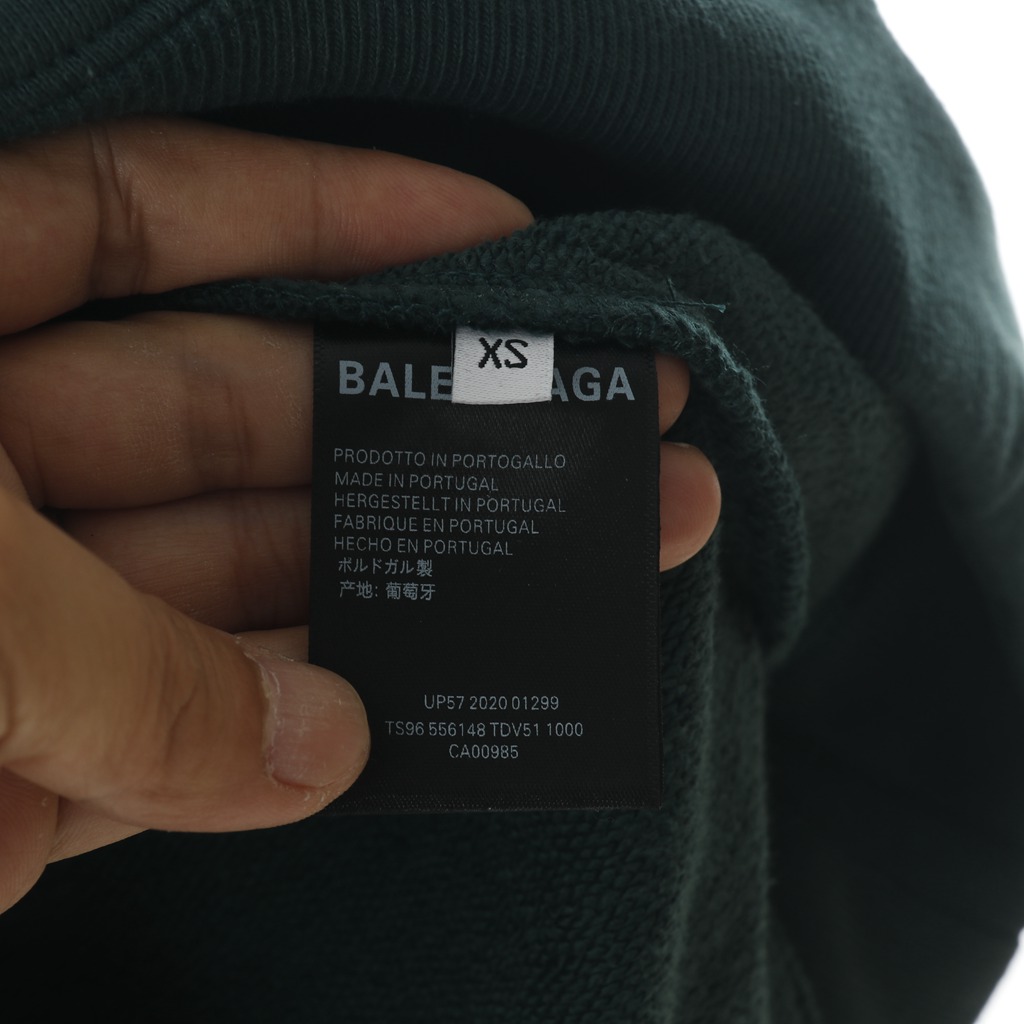 XS
BALE AGA
PRODOTTO IN PORTOGALLO
MADE IN PORTUGAL
HERGESTELLT IN PORTUGAL
FABRIQUE EN PORTUGAL
HECHO EN PORTUGAL
ポルドガル製
产地: 葡萄牙
UP57 2020 01299
TS96 556148 TDV51 1000
CA00985